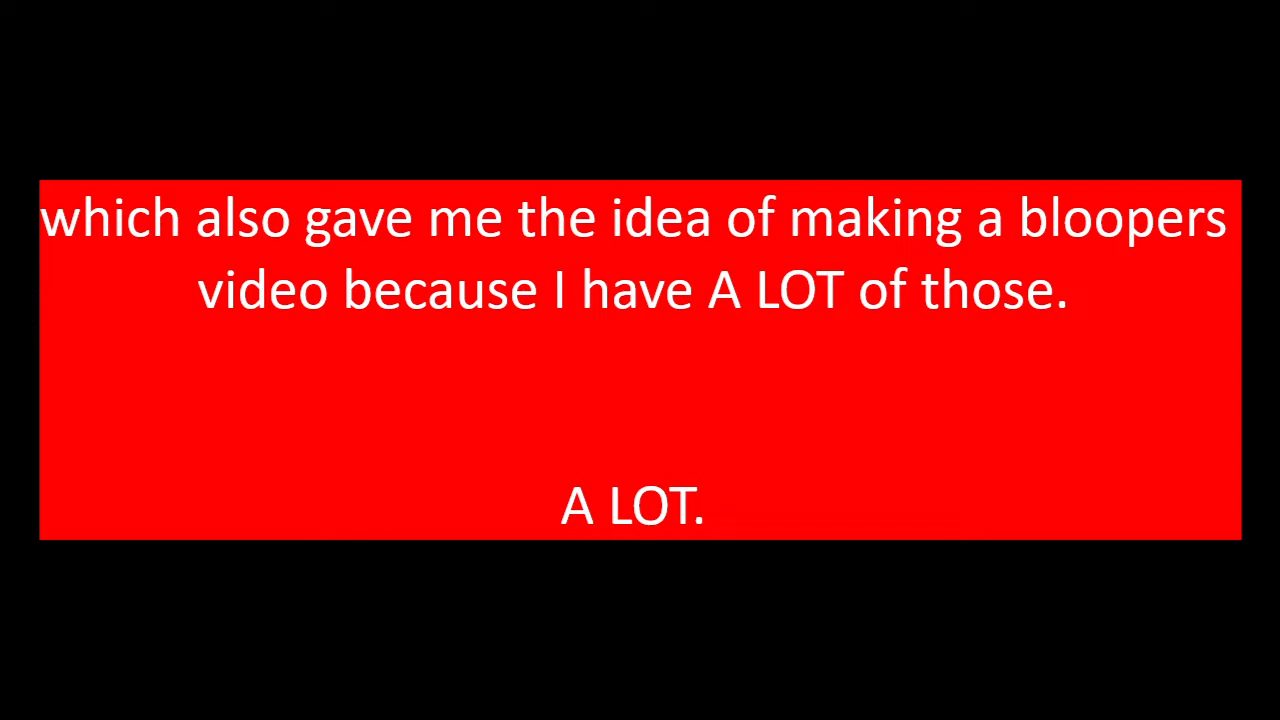 which also gave me the idea of making a bloopers
video because I have A LOT of those.
A LOT.